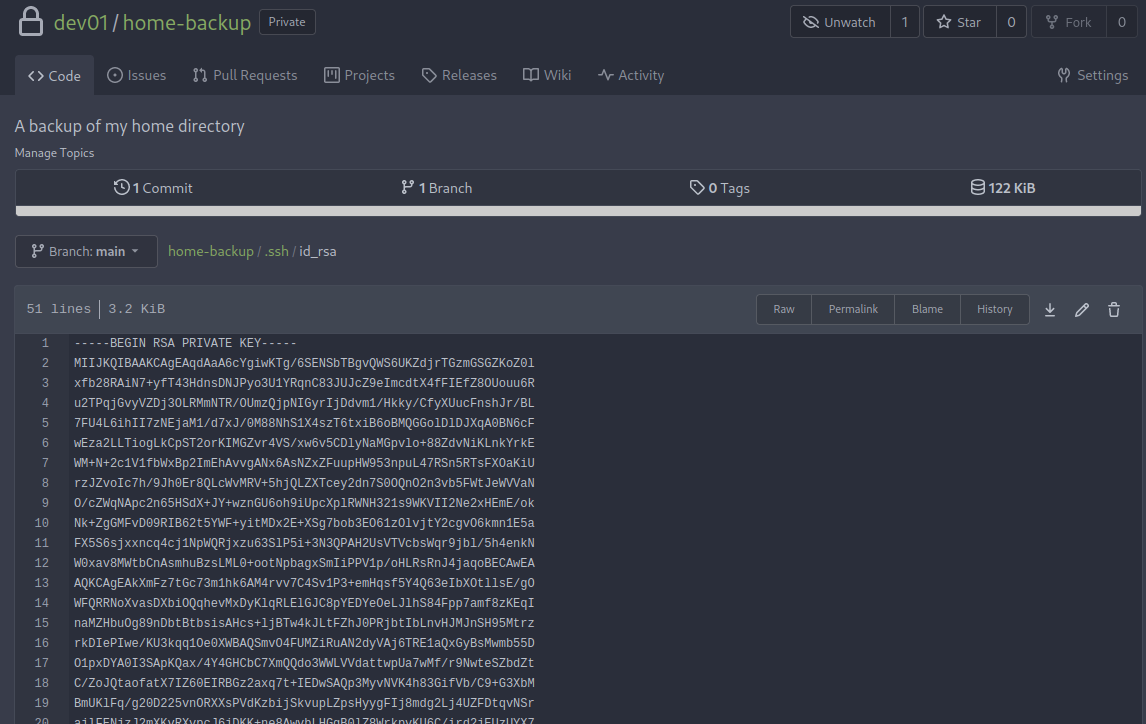 dev01/home-backup Private
Unwatch 1 Star 0 Fork 0
Code Issues Pull Requests Projects Releases Wiki Activity Settings
A backup of my home directory
Manage Topics
1 Commit 1 Branch 0 Tags 122 KiB
Branch: main home-backup / .ssh / id_rsa
51 lines | 3.2 KiB Raw Permalink Blame History
1 -----BEGIN RSA PRIVATE KEY-----
2 MIIJKQIBAAKCAgEAqdAaA6cYgiwKTg/6SENSbTBgvQWS6UKZdjrTGzmGSGZKoZ0l
3 xfb28RAiN7+yfT43HdnsDNJPyo3U1YRqnC83JUJcZ9eImcdtX4fFIEfZ8OUouu6R
4 u2TPqjGvyVZDj3OLRMmNTR/OUmzQjpNIGyrIjDdvm1/Hkky/CfyXUucFnshJr/BL
5 7FU4L6ihII7zNEjaM1/d7xJ/0M88NhS1X4szT6txiB6oBMQGGolDlDJXqA0BN6cF
6 wEza2LLTiogLkCpST2orKIMGZvr4VS/xw6v5CDlyNaMGpvlo+88ZdvNiKLnkYrkE
7 WM+N+2c1V1fbWxBp2ImEhAvvgANx6AsNZxZFuupHW953npuL47RSn5RTsFXOaKiU
8 rzJZvoIc7h/9Jh0Er8QLcWvMRV+5hjQLZXTcey2dn7S0OQnO2n3vb5FWtJeWVVaN
9 O/cZWqNApc2n65HSdX+JY+wznGU6oh9iUpcXplRWNH321s9WKVII2Ne2xHEmE/ok
10 Nk+ZgGMFvD09RIB62t5YWF+yitMDx2E+XSg7bob3EO61zOlvjtY2cgvO6kmn1E5a
11 FX5S6sjxxncq4cj1NpWQRjxzu63SlP5i+3N3QPAH2UsVTVcbsWqr9jbl/5h4enkN
12 W0xav8MWtbCnAsmhuBzsLML0+ootNpbagxSmIiPPV1p/oHLRsRnJ4jaqoBECAwEA
13 AQKCAgEAkXmFz7tGc73m1hk6AM4rvv7C4Sv1P3+emHqsf5Y4Q63eIbXOtllsE/gO
14 WFQRRNoXvasDXbiOQqhevMxDyKlqRLElGJC8pYEDYeOeLJlhS84Fpp7amf8zKEqI
15 naMZHbuOg89nDbtBtbsisAHcs+ljBTw4kJLtFZhJ0PRjbtIbLnvHJMJnSH95Mtrz
16 rkDIePIwe/KU3kqq1Oe0XWBAQSmvO4FUMZiRuAN2dyVAj6TRE1aQxGyBsMwmb55D
17 O1pxDYA0I3SApKQax/4Y4GHCbC7XmQQdo3WWLVVdattwpUa7wMf/r9NwteSZbdZt
18 C/ZoJQtaofatX7IZ60EIRBGz2axq7t+IEDwSAQp3MyvNVK4h83GifVb/C9+G3XbM
19 BmUKlFq/g20D225vnORXXsPVdKzbijSkvupLZpsHyygFIj8mdg2Lj4UZFDtqvNSr